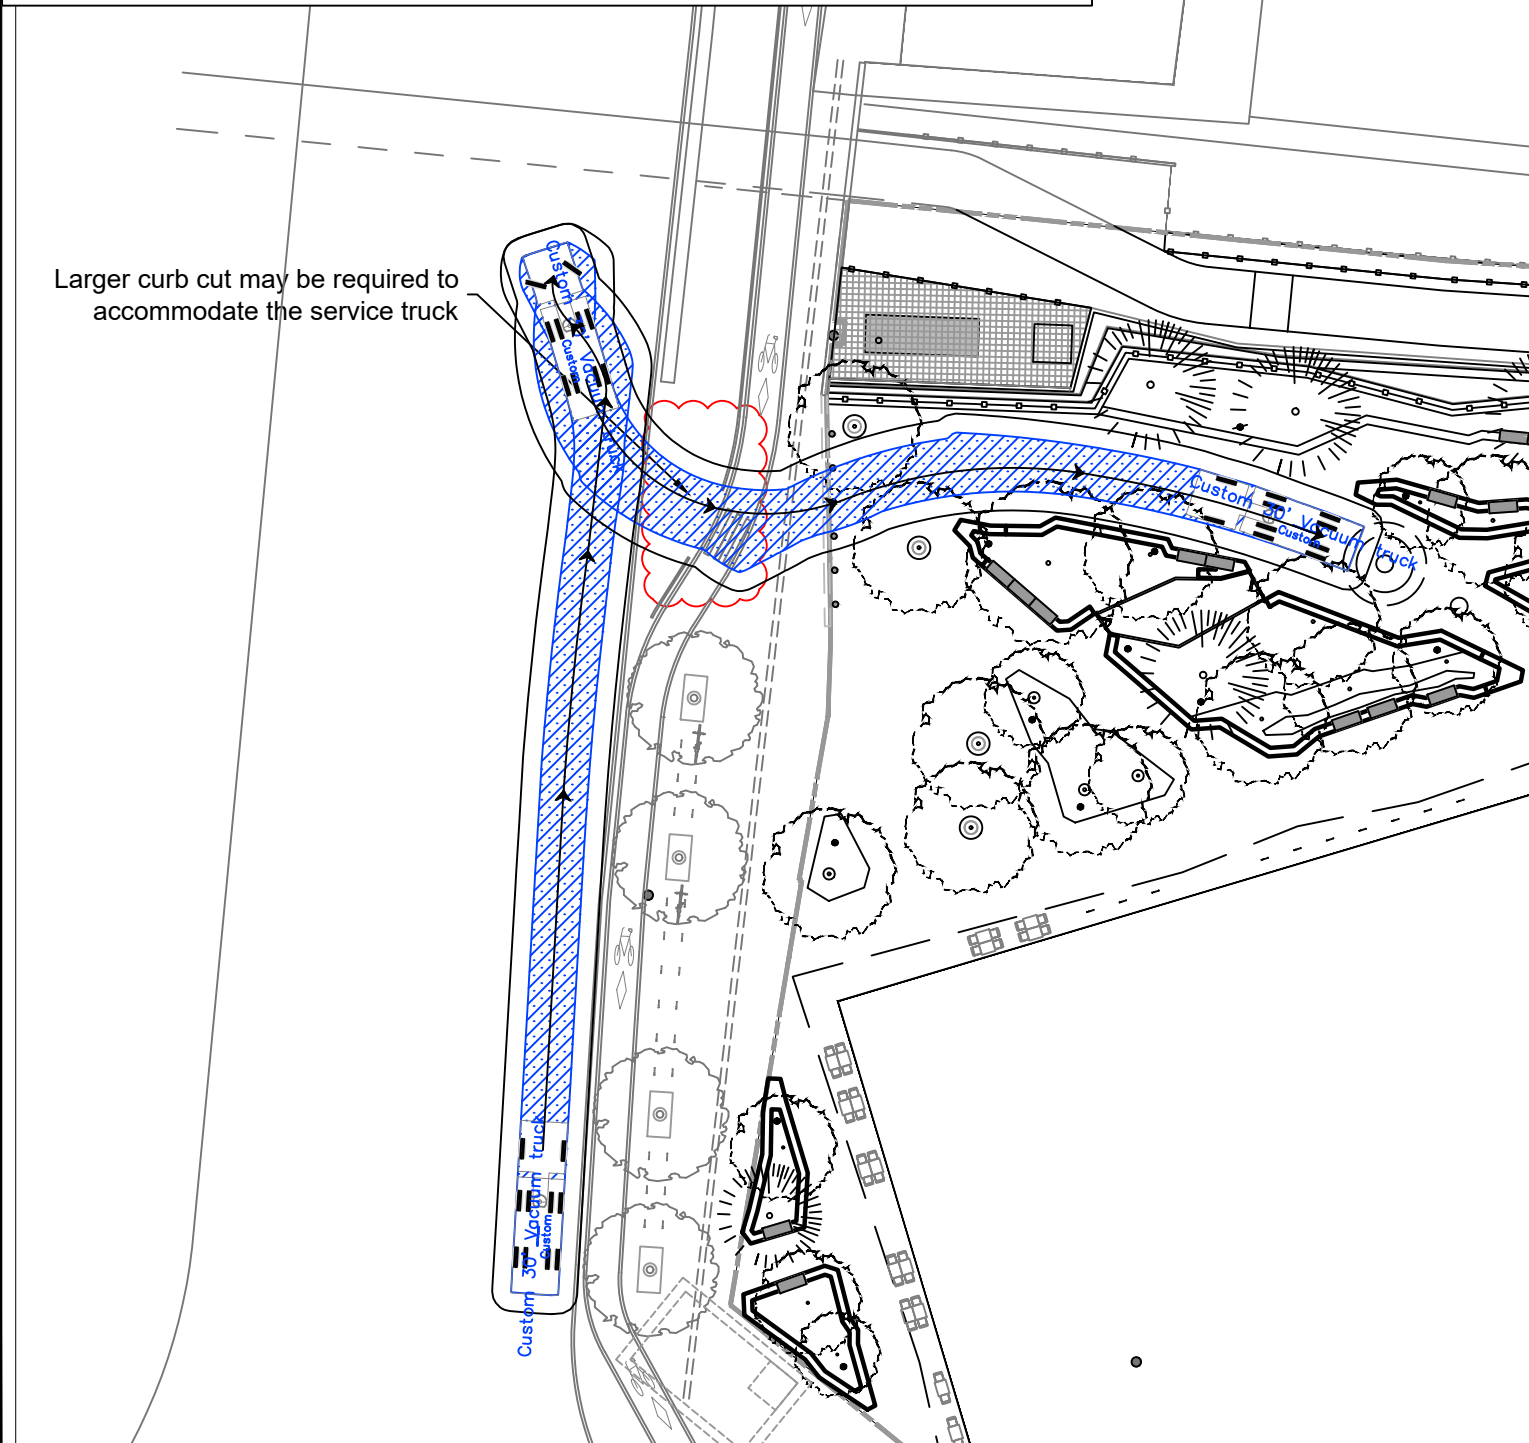 Larger curb cut may be required to
accommodate the service truck
Custom 30' Vacuum truck
Custom
Custom 30' Vacuum truck
Custom
Custom 30' Vacuum truck
Custom